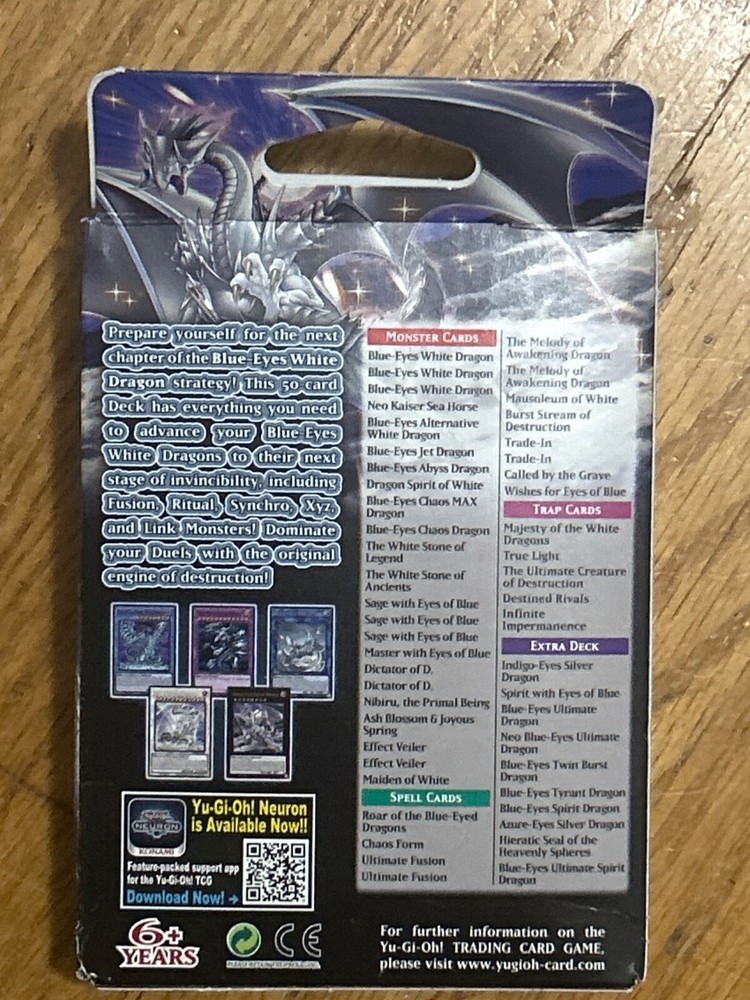 Prepare yourself for the next
chapter of the Blue-Eyes White
Dragon strategy! This 50 card
Deck has everything you need
to advance your Blue-Eyes
White Dragons to their next
stage of invincibility, including
Fusion, Ritual, Synchro, Xyz,
and Link Monsters! Dominate
your Duels with the original
engine of destruction!
MONSTER CARDS
Blue-Eyes White Dragon
Blue-Eyes White Dragon
Blue-Eyes White Dragon
Neo Kaiser Sea Horse
Blue-Eyes Alternative
White Dragon
Blue-Eyes Jet Dragon
Blue-Eyes Abyss Dragon
Dragon Spirit of White
Blue-Eyes Chaos MAX
Dragon
Blue-Eyes Chaos Dragon
The White Stone of
Legend
The White Stone of
Ancients
Sage with Eyes of Blue
Sage with Eyes of Blue
Sage with Eyes of Blue
Master with Eyes of Blue
Dictator of D.
Dictator of D.
Nibiru, the Primal Being
Ash Blossom & Joyous
Spring
Effect Veiler
Effect Veiler
Maiden of White
SPELL CARDS
Roar of the Blue-Eyed
Dragons
Chaos Form
Ultimate Fusion
Ultimate Fusion
The Melody of
Awakening Dragon
The Melody of
Awakening Dragon
Mausoleum of White
Burst Stream of
Destruction
Trade-In
Trade-In
Called by the Grave
Wishes for Eyes of Blue
TRAP CARDS
Majesty of the White
Dragons
True Light
The Ultimate Creature
of Destruction
Destined Rivals
Infinite
Impermanence
EXTRA DECK
Indigo-Eyes Silver
Dragon
Spirit with Eyes of Blue
Blue-Eyes Ultimate
Dragon
Neo Blue-Eyes Ultimate
Dragon
Blue-Eyes Twin Burst
Dragon
Blue-Eyes Tyrant Dragon
Blue-Eyes Spirit Dragon
Azure-Eyes Silver Dragon
Hieratic Seal of the
Heavenly Spheres
Blue-Eyes Ultimate Spirit
Dragon
NEURON
KONAMI
Yu-Gi-Oh! Neuron
is Available Now!!
Feature-packed support app
for the Yu-Gi-Oh! TCG
Download Now! →
6+
YEARS
CE
For further information on the
Yu-Gi-Oh! TRADING CARD GAME,
please visit www.yugioh-card.com